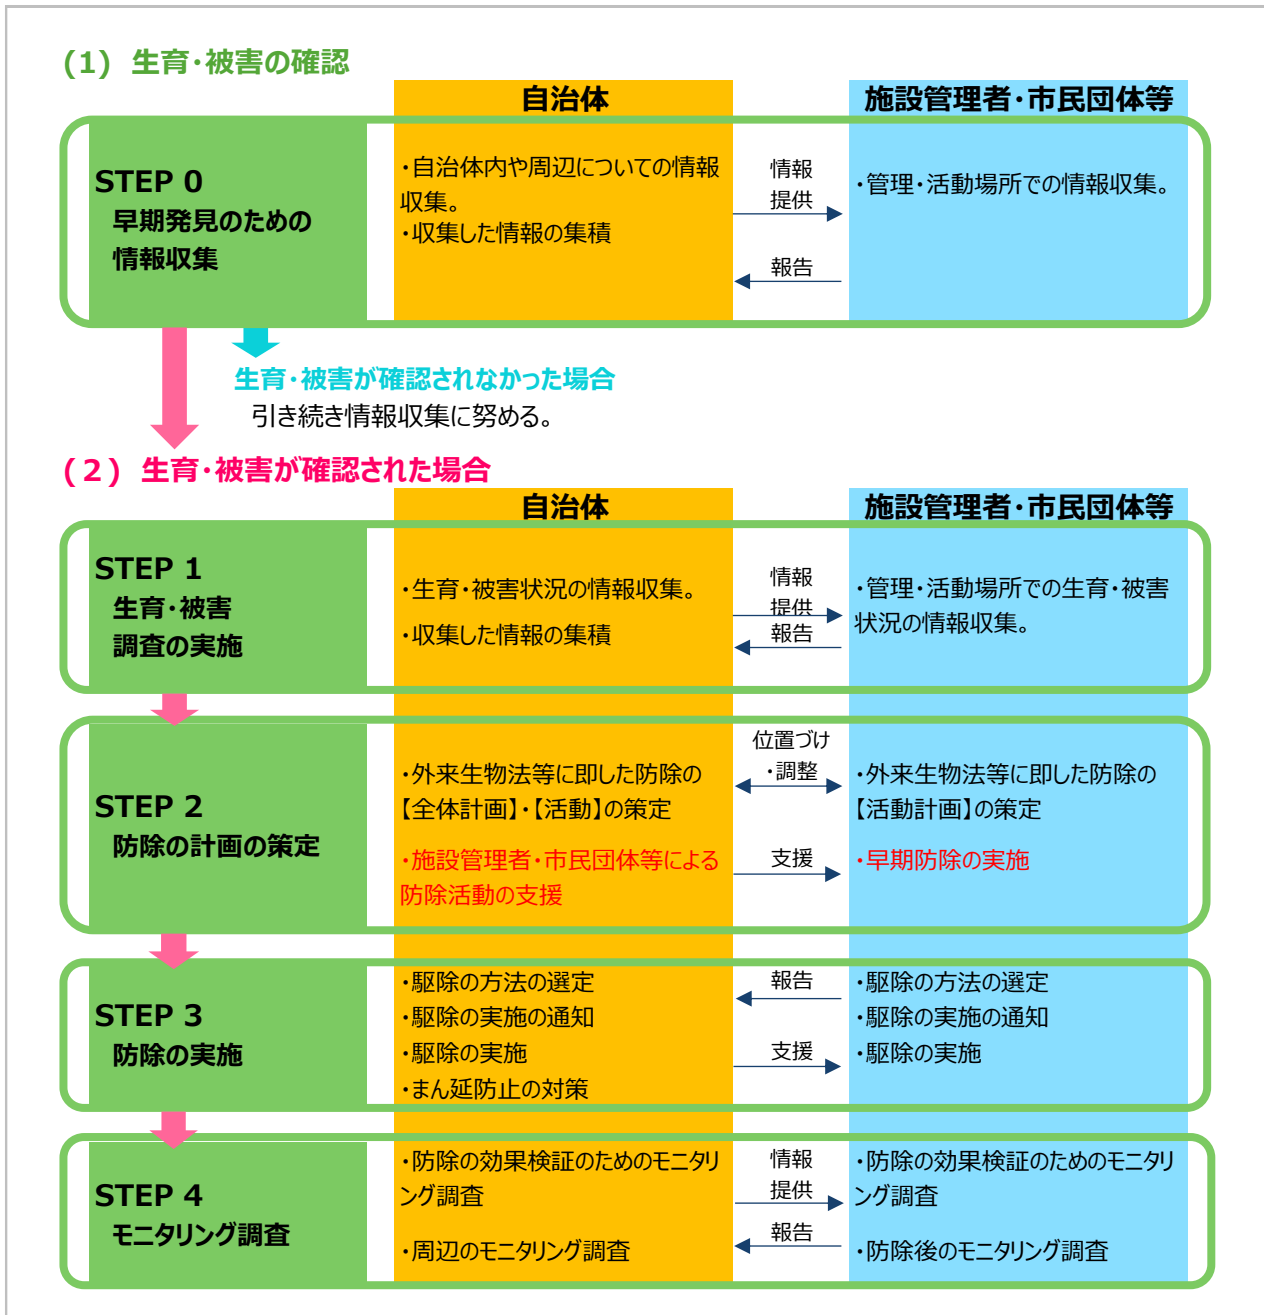 (1) 生育・被害の確認
自治体
施設管理者・市民団体等
STEP 0
早期発見のための
情報収集
・自治体内や周辺についての情報
収集。
・収集した情報の集積
情報
提供
報告
・管理・活動場所での情報収集。
生育・被害が確認されなかった場合
引き続き情報収集に努める。
(2) 生育・被害が確認された場合
自治体
施設管理者・市民団体等
STEP 1
生育・被害
調査の実施
・生育・被害状況の情報収集。
・収集した情報の集積
情報
提供
報告
・管理・活動場所での生育・被害
状況の情報収集。
STEP 2
防除の計画の策定
・外来生物法等に即した防除の
【全体計画】・【活動】の策定
・施設管理者・市民団体等による
防除活動の支援
位置づけ
・調整
支援
・外来生物法等に即した防除の
【活動計画】の策定
・早期防除の実施
STEP 3
防除の実施
・駆除の方法の選定
・駆除の実施の通知
・駆除の実施
・まん延防止の対策
報告
支援
・駆除の方法の選定
・駆除の実施の通知
・駆除の実施
STEP 4
モニタリング調査
・防除の効果検証のためのモニタリ
ング調査
・周辺のモニタリング調査
情報
提供
報告
・防除の効果検証のためのモニタリ
ング調査
・防除後のモニタリング調査